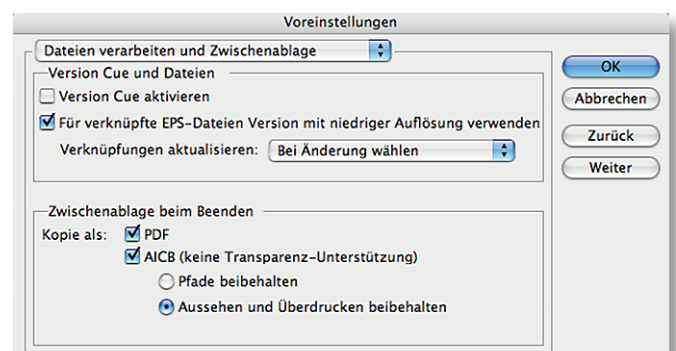 Voreinstellungen
Dateien verarbeiten und Zwischenablage
Version Cue und Dateien
Version Cue aktivieren
Für verknüpfte EPS-Dateien Version mit niedriger Auflösung verwenden
Verknüpfungen aktualisieren: Bei Änderung wählen
Zwischenablage beim Beenden
Kopie als: PDF
AICB (keine Transparenz-Unterstützung)
Pfade beibehalten
Aussehen und Überdrucken beibehalten
OK
Abbrechen
Zurück
Weiter